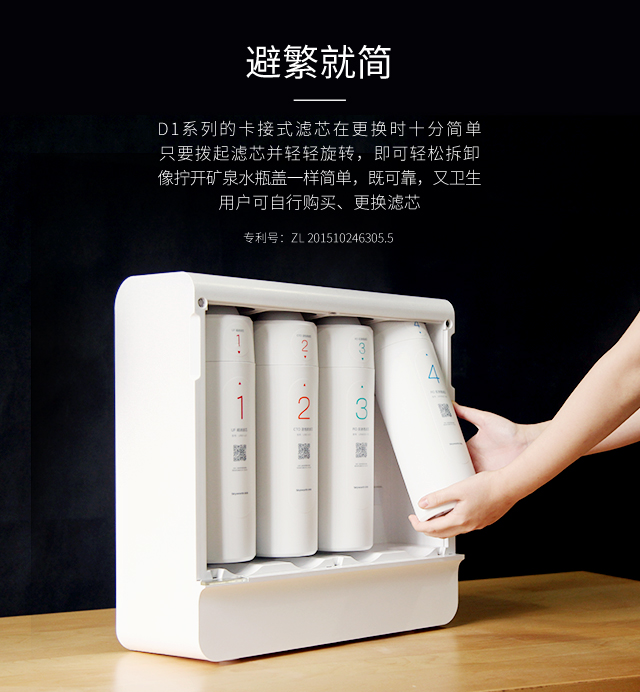 避繁就简
D1系列的卡接式滤芯在更换时十分简单
只要拨起滤芯并轻轻旋转，即可轻松拆卸
像拧开矿泉水瓶盖一样简单，既可靠，又卫生
用户可自行购买、更换滤芯
专利号：ZL 201510246305.5
1
2
3
4
1
2
3
4